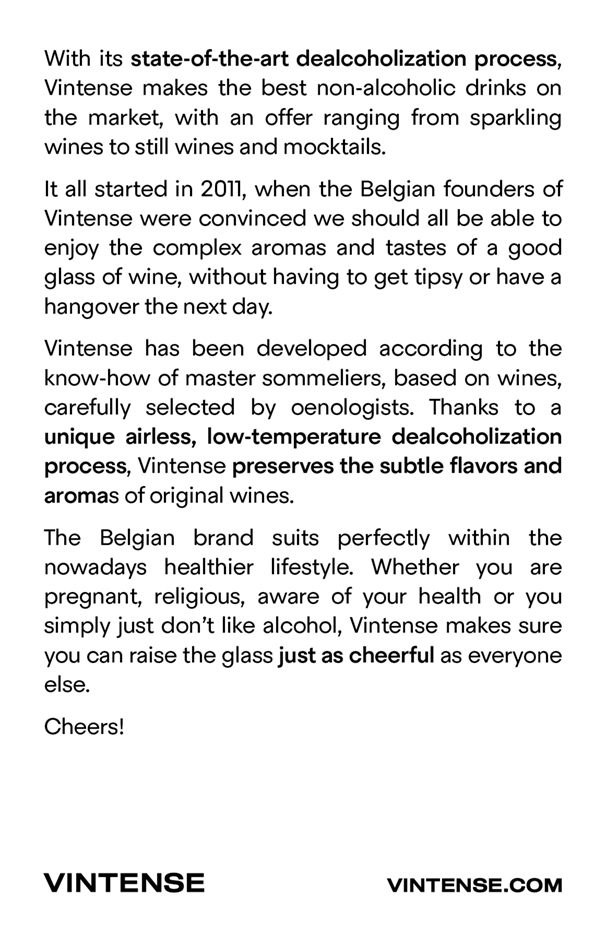 With its state-of-the-art dealcoholization process,
Vintense makes the best non-alcoholic drinks on
the market, with an offer ranging from sparkling
wines to still wines and mocktails.
It all started in 2011, when the Belgian founders of
Vintense were convinced we should all be able to
enjoy the complex aromas and tastes of a good
glass of wine, without having to get tipsy or have a
hangover the next day.
Vintense has been developed according to the
know-how of master sommeliers, based on wines,
carefully selected by oenologists. Thanks to a
unique airless, low-temperature dealcoholization
process, Vintense preserves the subtle flavors and
aromas of original wines.
The Belgian brand suits perfectly within the
nowadays healthier lifestyle. Whether you are
pregnant, religious, aware of your health or you
simply just don’t like alcohol, Vintense makes sure
you can raise the glass just as cheerful as everyone
else.
Cheers!
VINTENSE
VINTENSE.COM